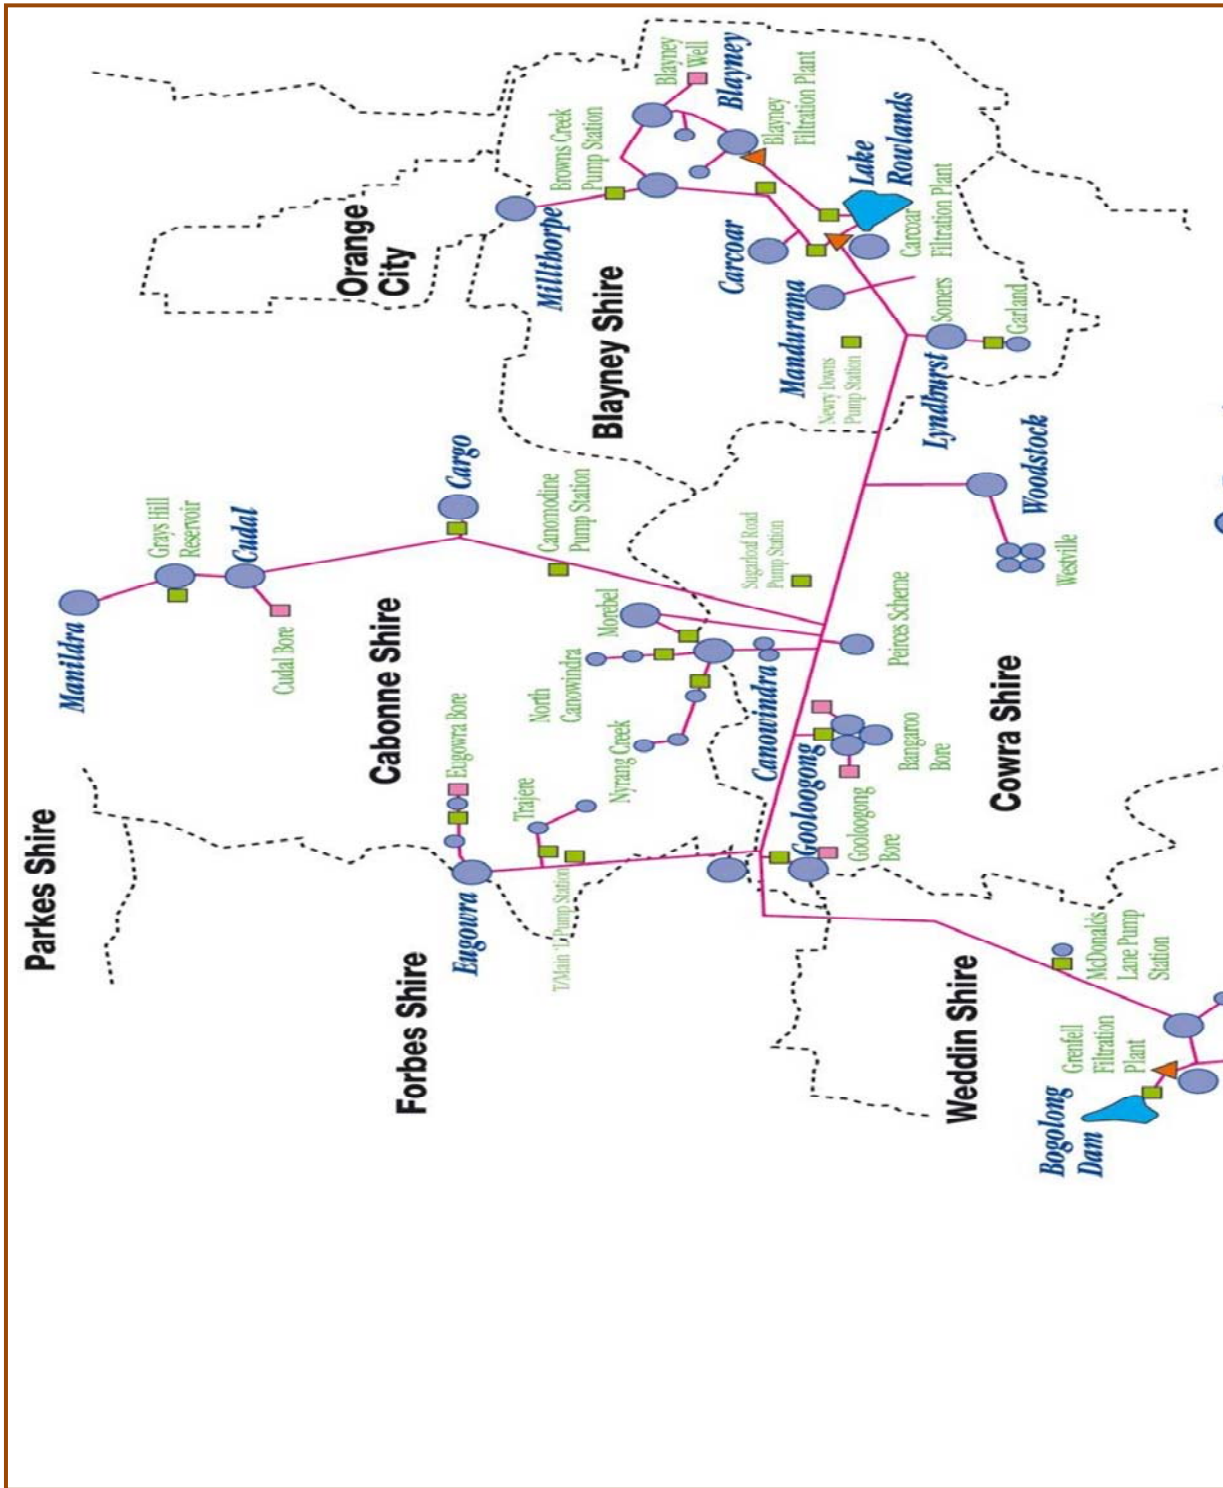 Parkes Shire
Manildra
Grays Hill
Reservoir
Cudal
Cudal Bore
Cargo
Orange
City
Millthorpe
Browns Creek
Pump Station
Blayney
Well
Blayney
Blayney
Filtration Plant
Lake
Rowlands
Carcoar
Filtration Plant
Carcoar
Blayney Shire
Mandurama
Newry Downs
Pump Station
Somers
Garland
Lyndhurst
Woodstock
Westville
Canomodine
Pump Station
Sugarloaf Road
Pump Station
Morebel
Cabonne Shire
North
Canowindra
Nyrang Creek
Canowindra
Peirces Scheme
Eugowra Bore
Trajere
Eugowra
T/Main 'L' Pump Station
Gooloogong
Gooloogong
Bore
Bangaroo
Bore
Cowra Shire
Forbes Shire
Weddin Shire
McDonalds
Lane Pump
Station
Grenfell
Filtration
Plant
Bogolong
Dam